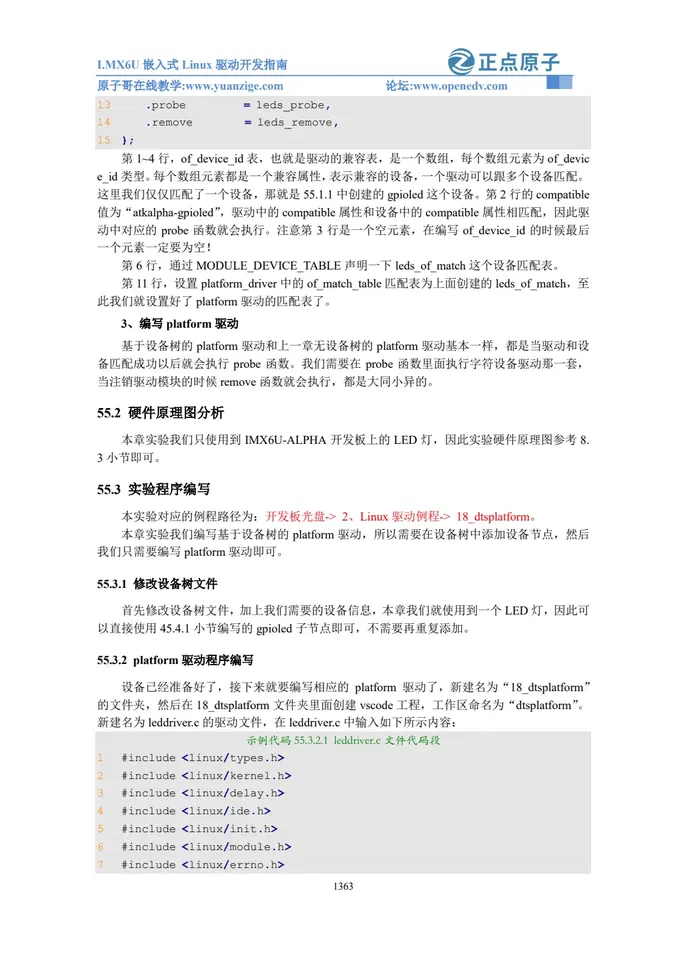 I.MX6U 嵌入式 Linux 驱动开发指南
正点原子
原子哥在线教学:www.yuanzige.com 论坛:www.openedv.com
13 .probe = leds_probe,
14 .remove = leds_remove,
15 };
第 1~4 行，of_device_id 表，也就是驱动的兼容表，是一个数组，每个数组元素为 of_devic
e_id 类型。每个数组元素都是一个兼容属性，表示兼容的设备，一个驱动可以跟多个设备匹配。
这里我们仅仅匹配了一个设备，那就是 55.1.1 中创建的 gpioled 这个设备。第 2 行的 compatible
值为“atkalpha-gpioled”，驱动中的 compatible 属性和设备中的 compatible 属性相匹配，因此驱
动中对应的 probe 函数就会执行。注意第 3 行是一个空元素，在编写 of_device_id 的时候最后
一个元素一定要为空！
第 6 行，通过 MODULE_DEVICE_TABLE 声明一下 leds_of_match 这个设备匹配表。
第 11 行，设置 platform_driver 中的 of_match_table 匹配表为上面创建的 leds_of_match，至
此我们就设置好了 platform 驱动的匹配表了。
3、编写 platform 驱动
基于设备树的 platform 驱动和上一章无设备树的 platform 驱动基本一样，都是当驱动和设
备匹配成功以后就会执行 probe 函数。我们需要在 probe 函数里面执行字符设备驱动那一套，
当注销驱动模块的时候 remove 函数就会执行，都是大同小异的。
55.2 硬件原理图分析
本章实验我们只使用到 IMX6U-ALPHA 开发板上的 LED 灯，因此实验硬件原理图参考 8.
3 小节即可。
55.3 实验程序编写
本实验对应的例程路径为：开发板光盘-> 2、Linux 驱动例程-> 18_dtsplatform。
本章实验我们编写基于设备树的 platform 驱动，所以需要在设备树中添加设备节点，然后
我们只需要编写 platform 驱动即可。
55.3.1 修改设备树文件
首先修改设备树文件，加上我们需要的设备信息，本章我们就使用到一个 LED 灯，因此可
以直接使用 45.4.1 小节编写的 gpioled 子节点即可，不需要再重复添加。
55.3.2 platform 驱动程序编写
设备已经准备好了，接下来就要编写相应的 platform 驱动了，新建名为“18_dtsplatform”
的文件夹，然后在 18_dtsplatform 文件夹里面创建 vscode 工程，工作区命名为“dtsplatform”。
新建名为 leddriver.c 的驱动文件，在 leddriver.c 中输入如下所示内容：
示例代码 55.3.2.1 leddriver.c 文件代码段
1 #include <linux/types.h>
2 #include <linux/kernel.h>
3 #include <linux/delay.h>
4 #include <linux/ide.h>
5 #include <linux/init.h>
6 #include <linux/module.h>
7 #include <linux/errno.h>
1363